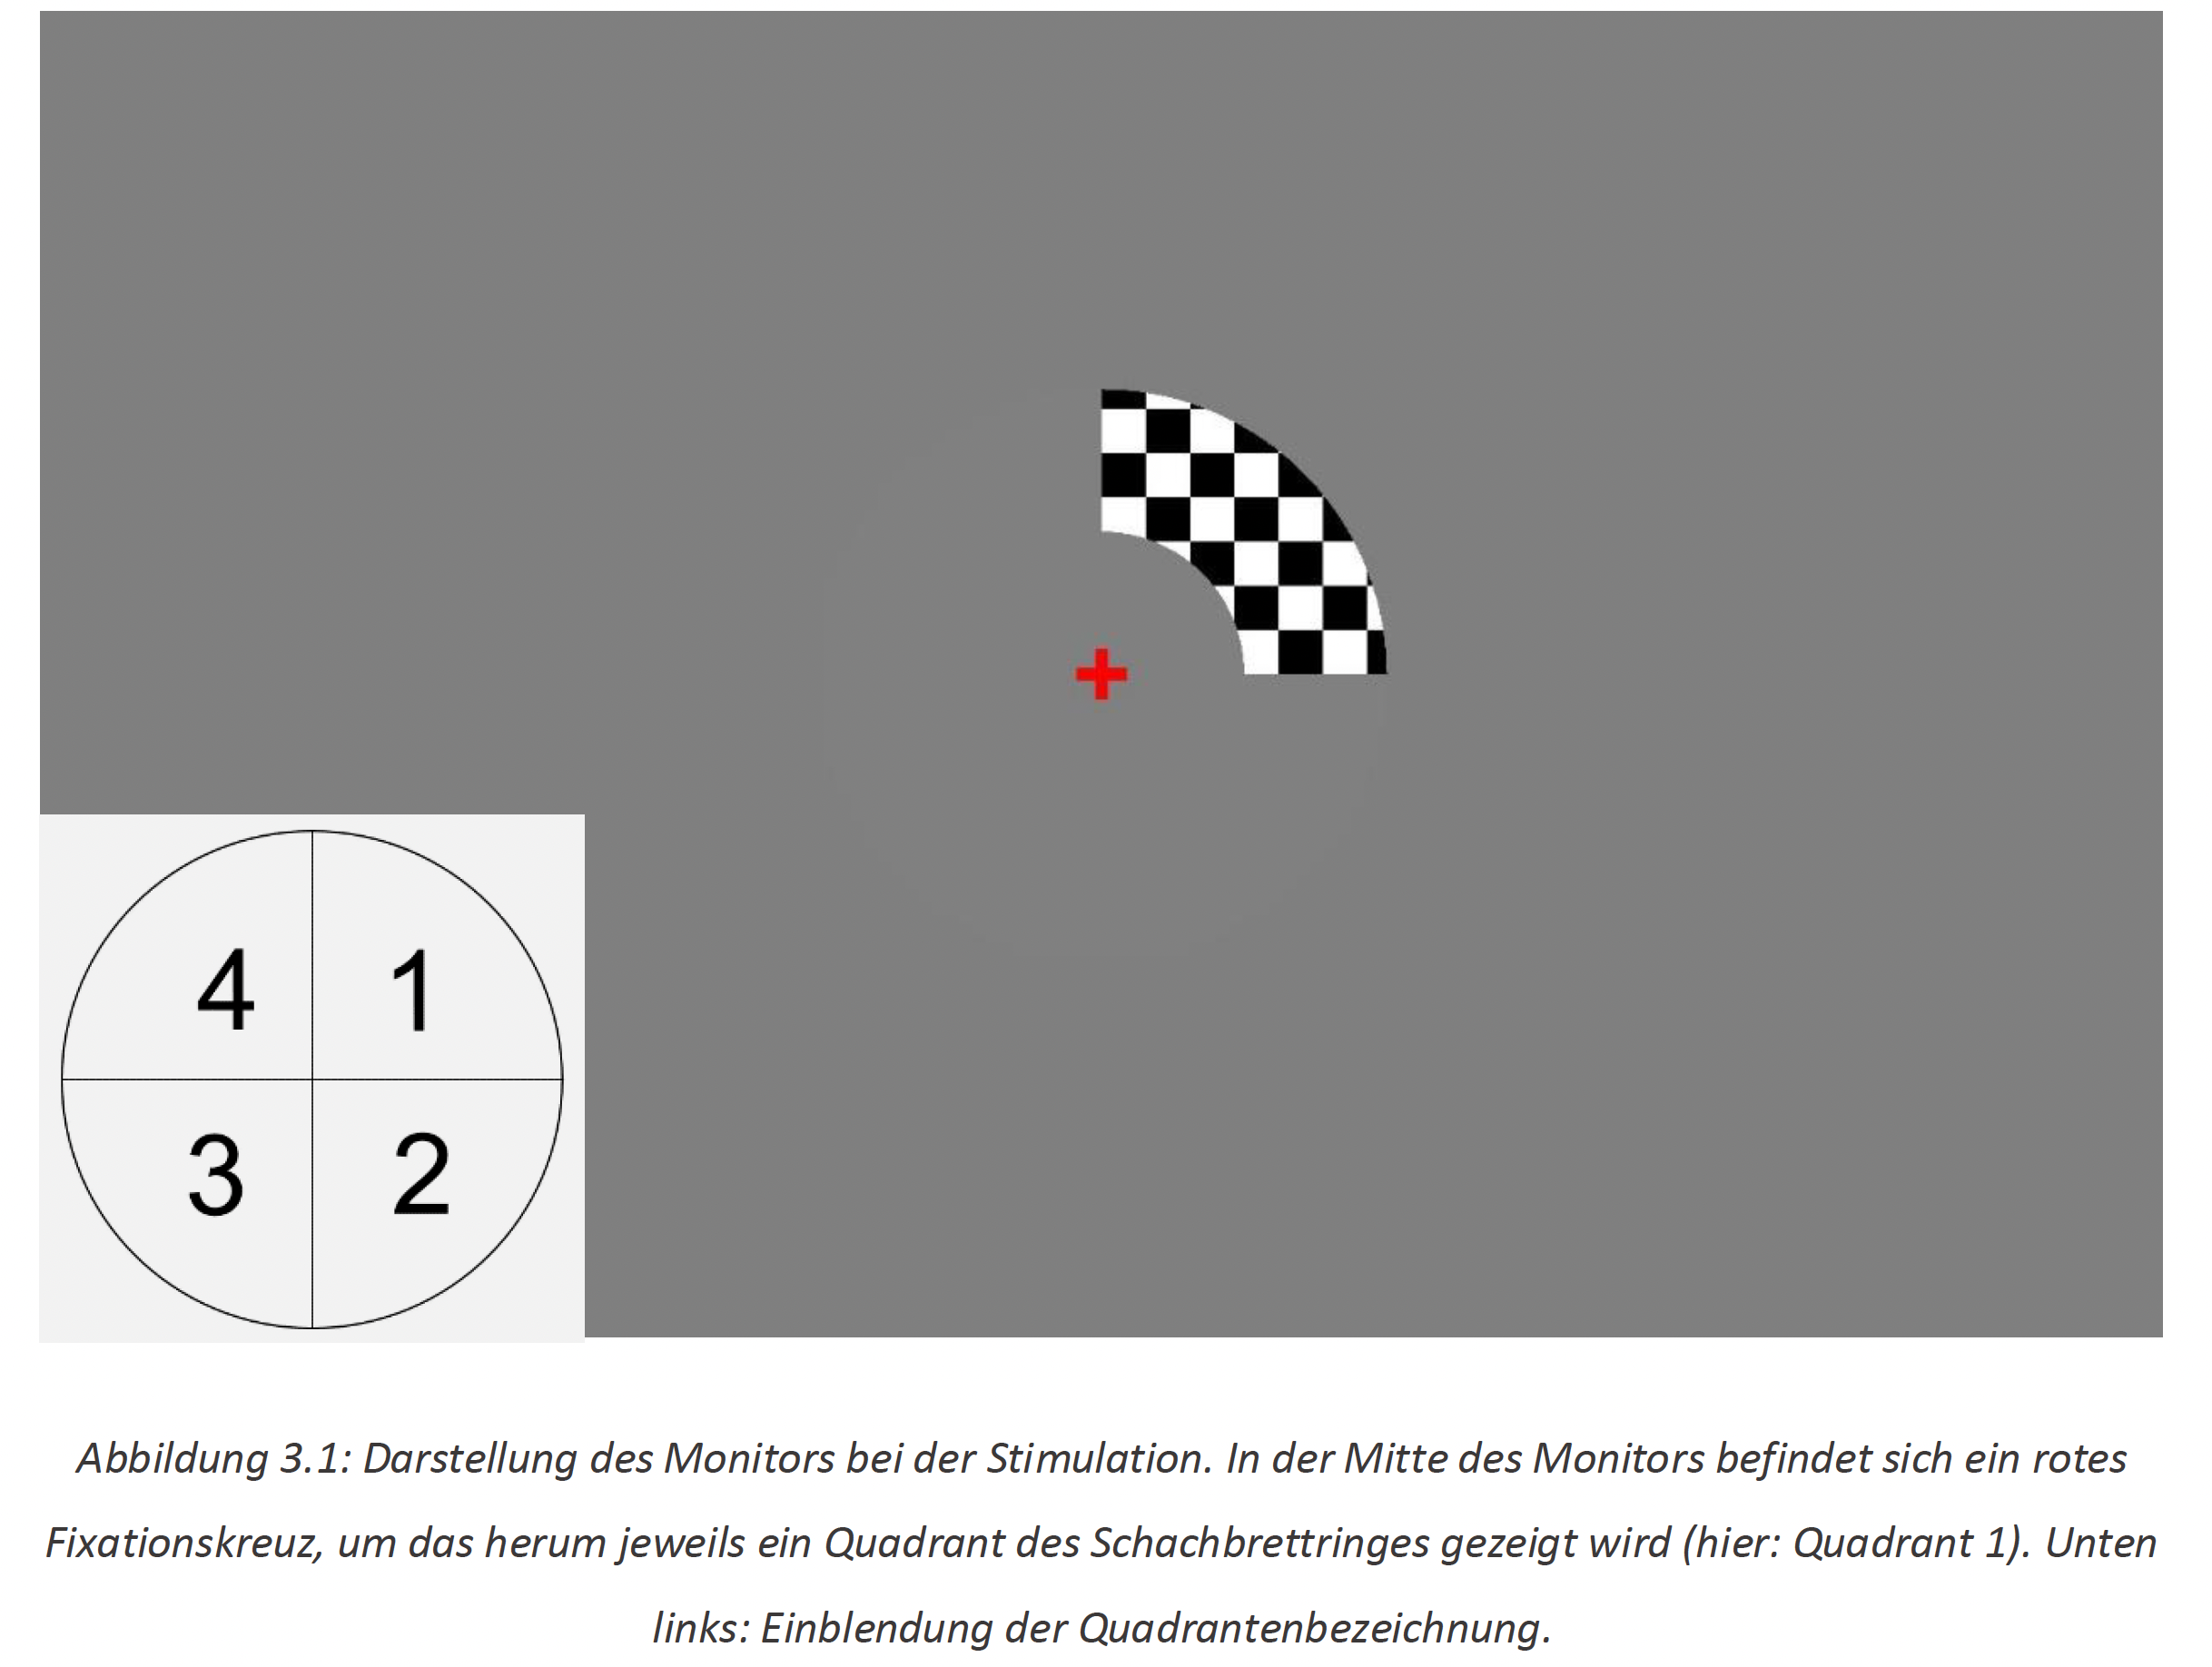 4 1
3 2
Abbildung 3.1: Darstellung des Monitors bei der Stimulation. In der Mitte des Monitors befindet sich ein rotes
Fixationskreuz, um das herum jeweils ein Quadrant des Schachbrettringes gezeigt wird (hier: Quadrant 1). Unten
links: Einblendung der Quadrantenbezeichnung.